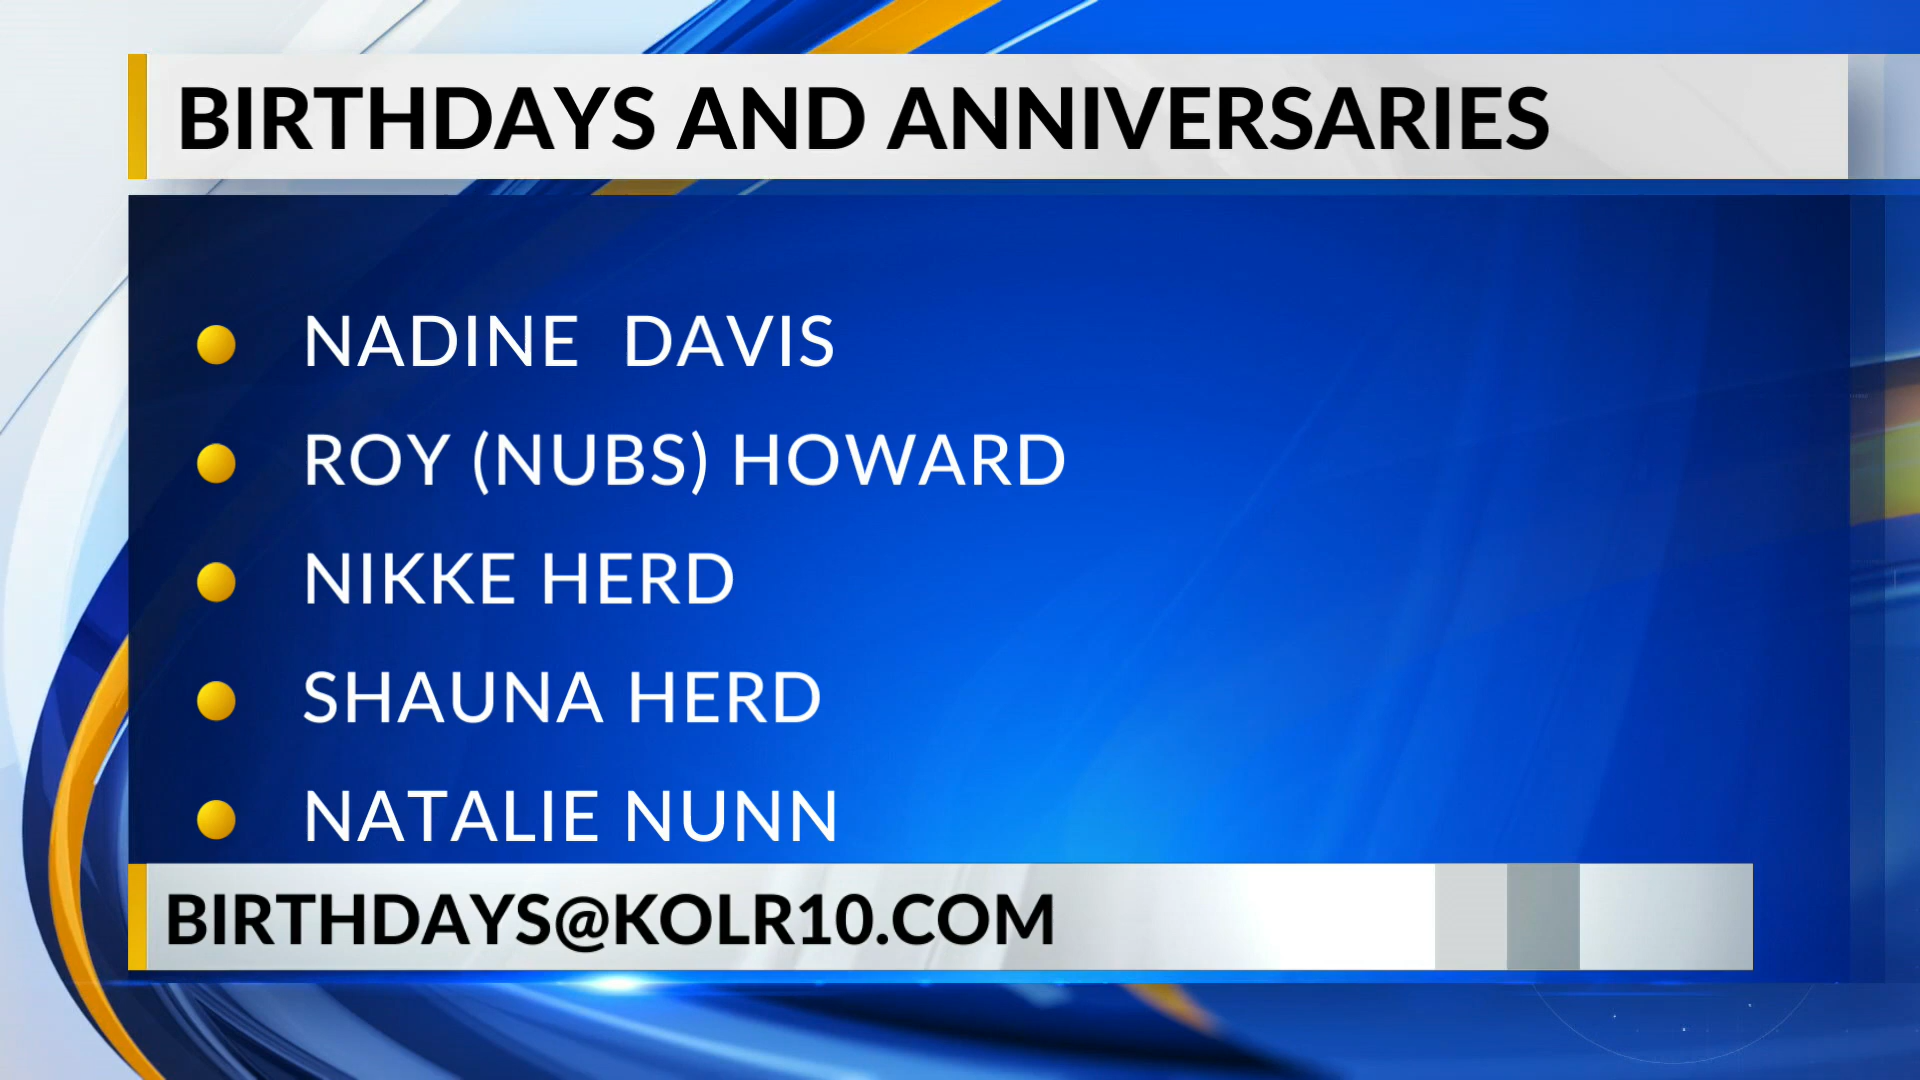 BIRTHDAYS AND ANNIVERSARIES
NADINE  DAVIS
ROY (NUBS) HOWARD
NIKKE HERD
SHAUNA HERD
NATALIE NUNN
BIRTHDAYS@KOLR10.COM